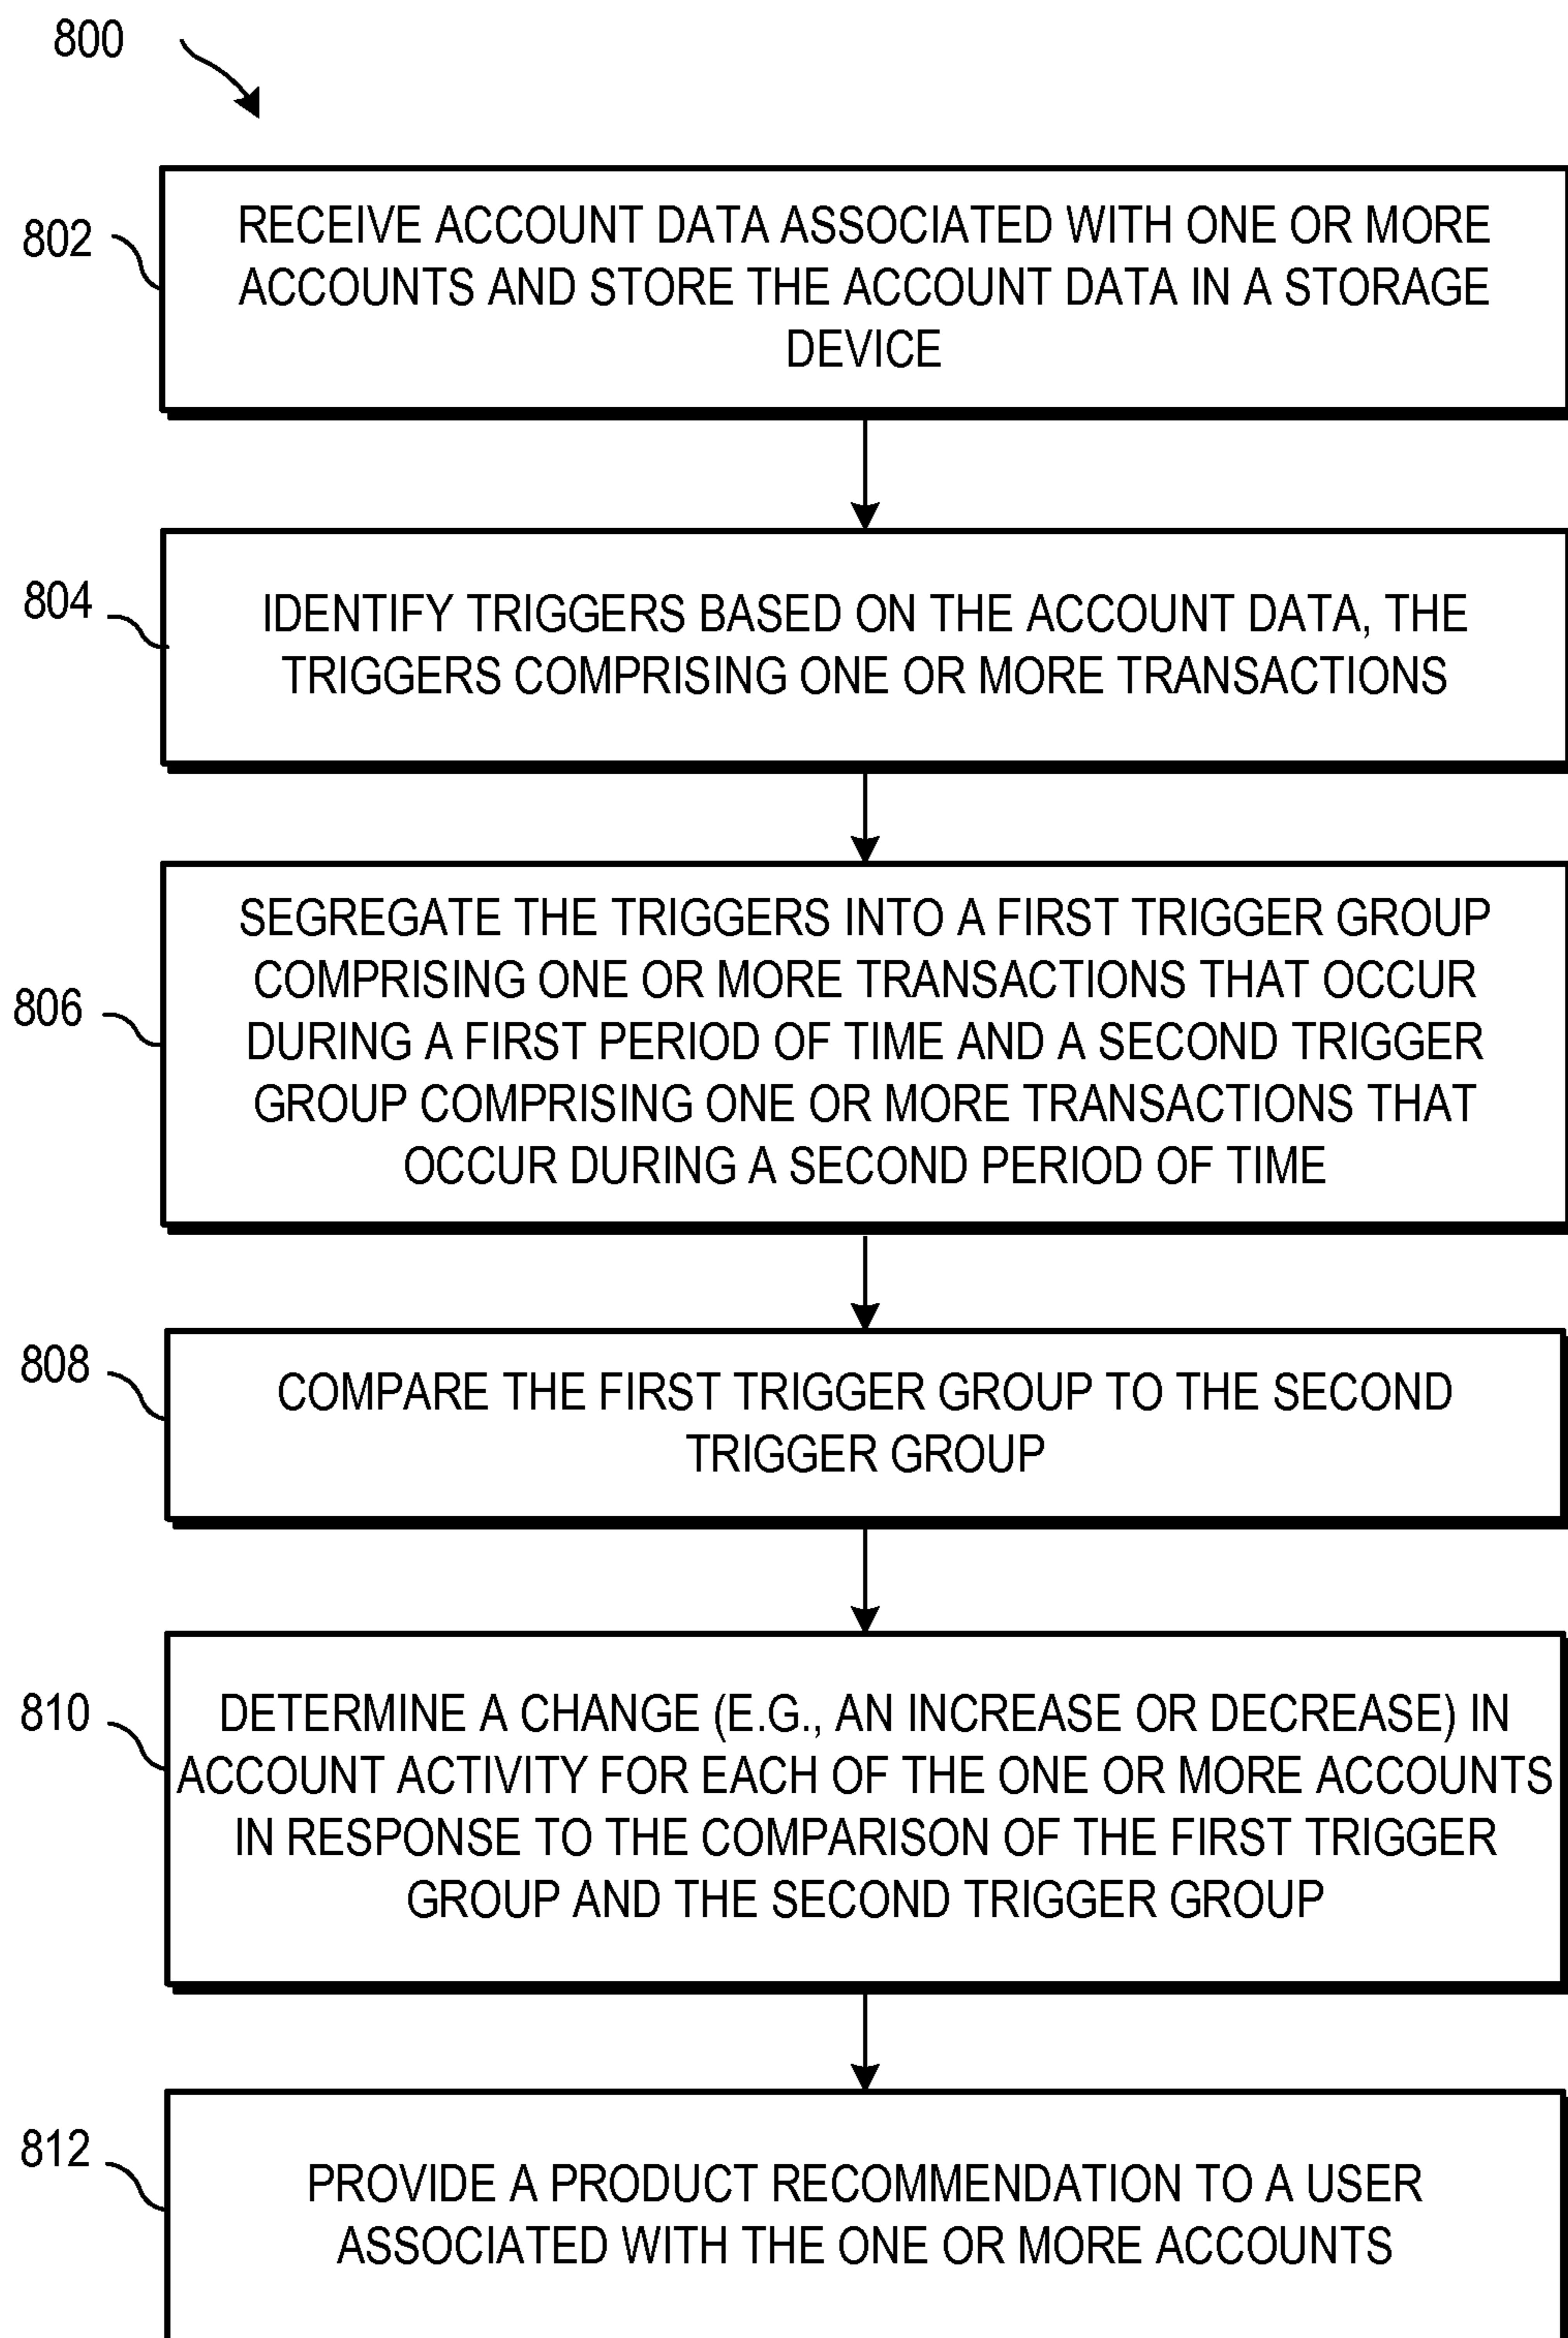 800
802
RECEIVE ACCOUNT DATA ASSOCIATED WITH ONE OR MORE
ACCOUNTS AND STORE THE ACCOUNT DATA IN A STORAGE
DEVICE
804
IDENTIFY TRIGGERS BASED ON THE ACCOUNT DATA, THE
TRIGGERS COMPRISING ONE OR MORE TRANSACTIONS
806
SEGREGATE THE TRIGGERS INTO A FIRST TRIGGER GROUP
COMPRISING ONE OR MORE TRANSACTIONS THAT OCCUR
DURING A FIRST PERIOD OF TIME AND A SECOND TRIGGER
GROUP COMPRISING ONE OR MORE TRANSACTIONS THAT
OCCUR DURING A SECOND PERIOD OF TIME
808
COMPARE THE FIRST TRIGGER GROUP TO THE SECOND
TRIGGER GROUP
810
DETERMINE A CHANGE (E.G., AN INCREASE OR DECREASE) IN
ACCOUNT ACTIVITY FOR EACH OF THE ONE OR MORE ACCOUNTS
IN RESPONSE TO THE COMPARISON OF THE FIRST TRIGGER
GROUP AND THE SECOND TRIGGER GROUP
812
PROVIDE A PRODUCT RECOMMENDATION TO A USER
ASSOCIATED WITH THE ONE OR MORE ACCOUNTS